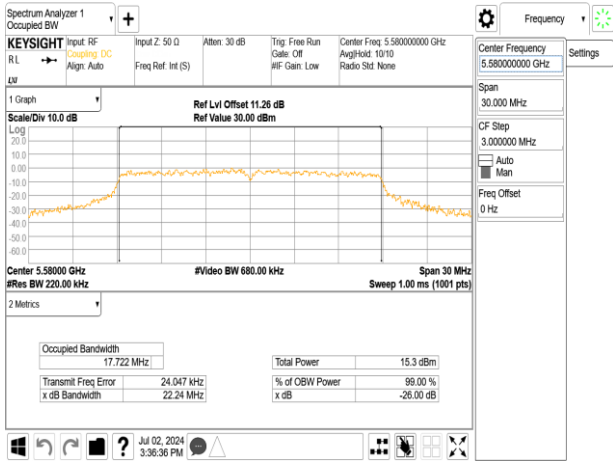 Spectrum Analyzer 1
Occupied BW
Frequency
KEYSIGHT
RL
LXI
Input: RF
Coupling: DC
Align: Auto
Input Z: 50 Ω
Freq Ref: Int (S)
Atten: 30 dB
Trig: Free Run
Gate: Off
#IF Gain: Low
Center Freq: 5.580000000 GHz
Avg|Hold: 10/10
Radio Std: None
Center Frequency
5.580000000 GHz
Settings
Span
30.000 MHz
CF Step
3.000000 MHz
Auto
Man
Freq Offset
0 Hz
1 Graph
Scale/Div 10.0 dB
Ref Lvl Offset 11.26 dB
Ref Value 30.00 dBm
Log
20.0
10.0
0.00
-10.0
-20.0
-30.0
-40.0
-50.0
-60.0
Center 5.58000 GHz
#Video BW 680.00 kHz
Span 30 MHz
#Res BW 220.00 kHz
Sweep 1.00 ms (1001 pts)
2 Metrics
Occupied Bandwidth
17.722 MHz
Total Power 15.3 dBm
Transmit Freq Error 24.047 kHz
% of OBW Power 99.00 %
x dB Bandwidth 22.24 MHz
x dB -26.00 dB
?
Jul 02, 2024
3:36:36 PM